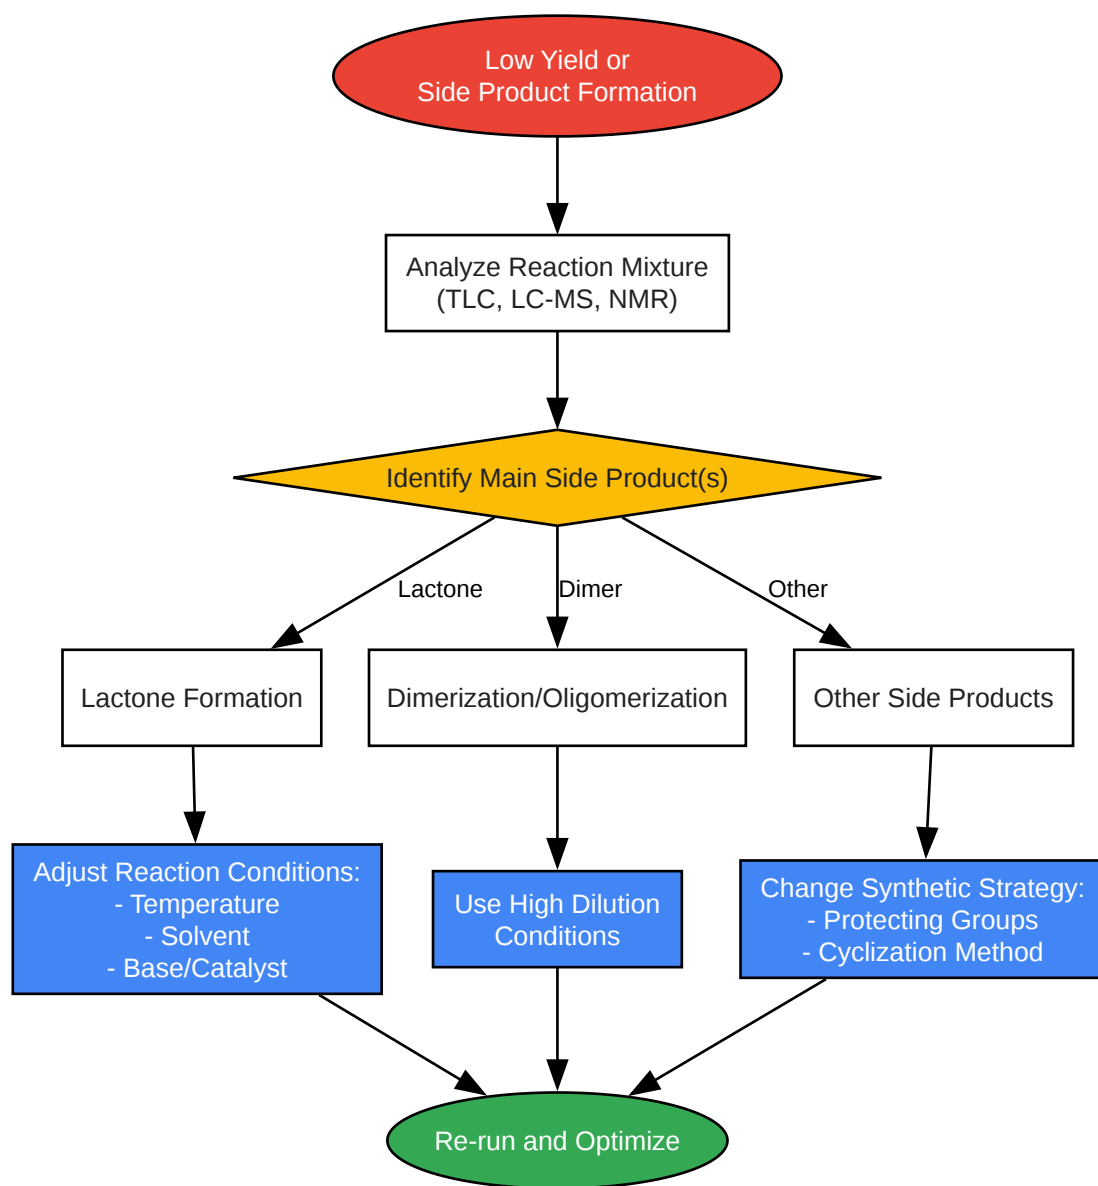 Low Yield or
Side Product Formation
Analyze Reaction Mixture
(TLC, LC-MS, NMR)
Identify Main Side Product(s)
Lactone
Dimer
Other
Lactone Formation
Dimerization/Oligomerization
Other Side Products
Adjust Reaction Conditions:
- Temperature
- Solvent
- Base/Catalyst
Use High Dilution
Conditions
Change Synthetic Strategy:
- Protecting Groups
- Cyclization Method
Re-run and Optimize